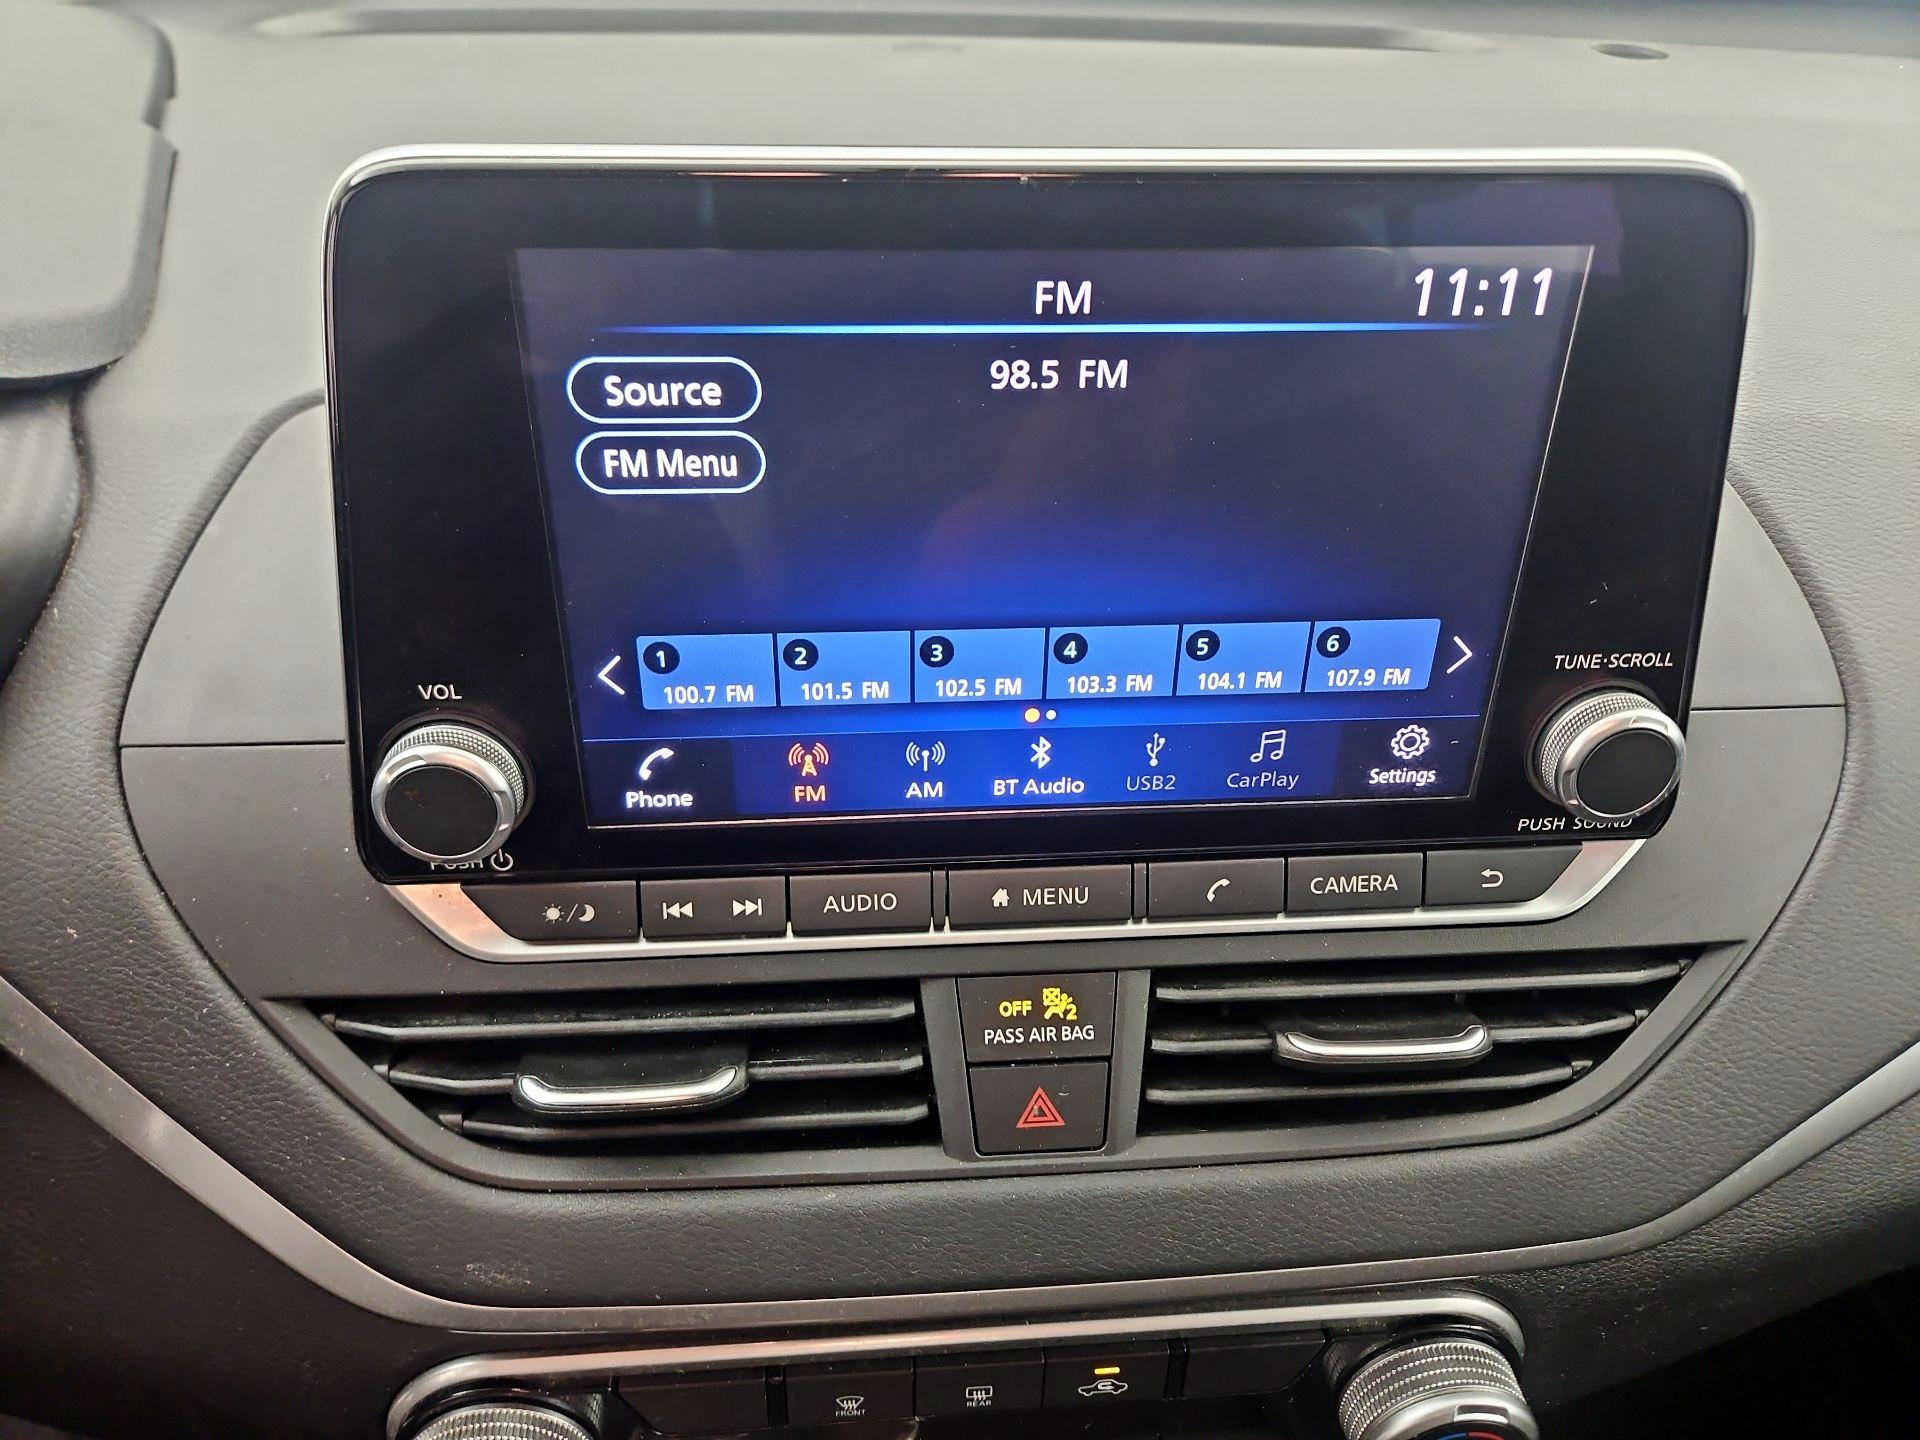 FM
11:11
98.5 FM
Source
FM Menu
1 100.7 FM
2 101.5 FM
3 102.5 FM
4 103.3 FM
5 104.1 FM
6 107.9 FM
Phone
FM
AM
BT Audio
USB2
CarPlay
Settings
VOL
PUSH
TUNE·SCROLL
PUSH SOUND
AUDIO
MENU
CAMERA
OFF 2
PASS AIR BAG
FRONT
REAR